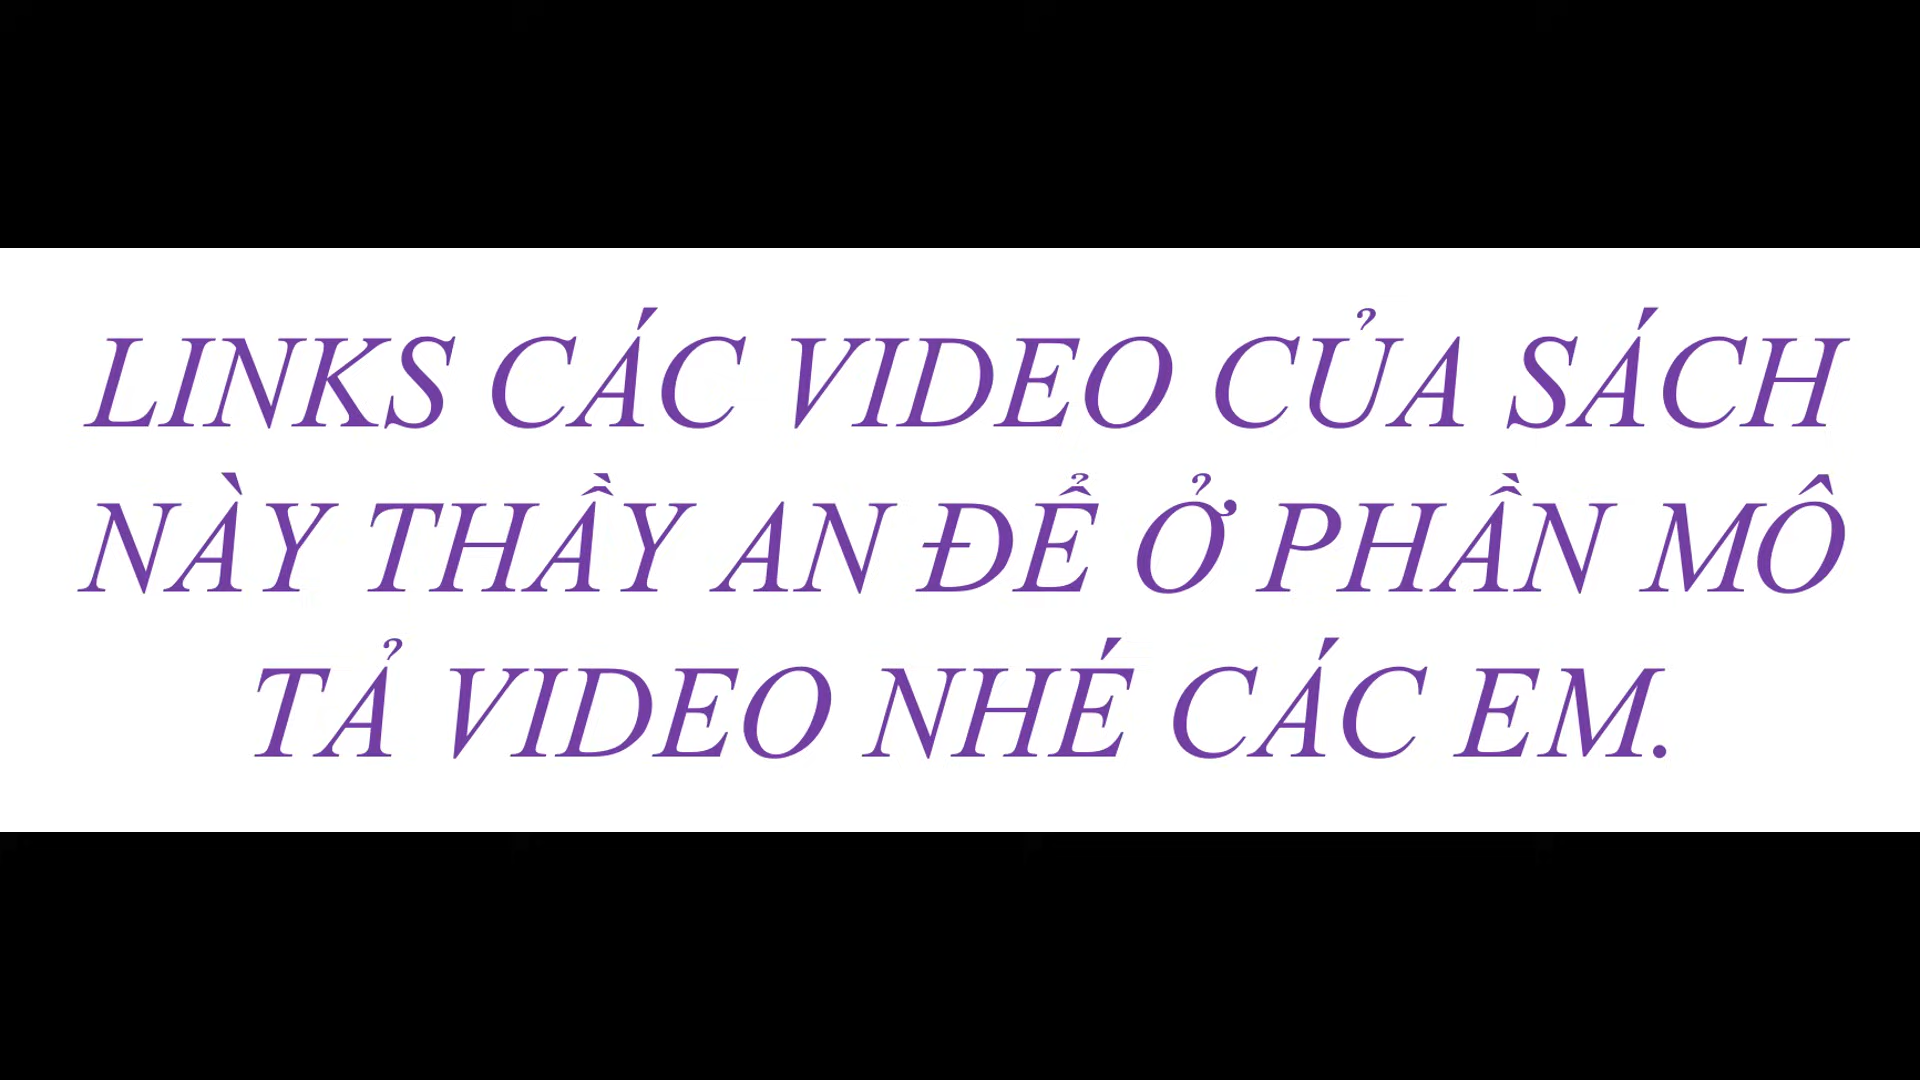 LINKS CÁC VIDEO CỦA SÁCH
NÀY THẦY AN ĐỂ Ở PHẦN MÔ
TẢ VIDEO NHÉ CÁC EM.